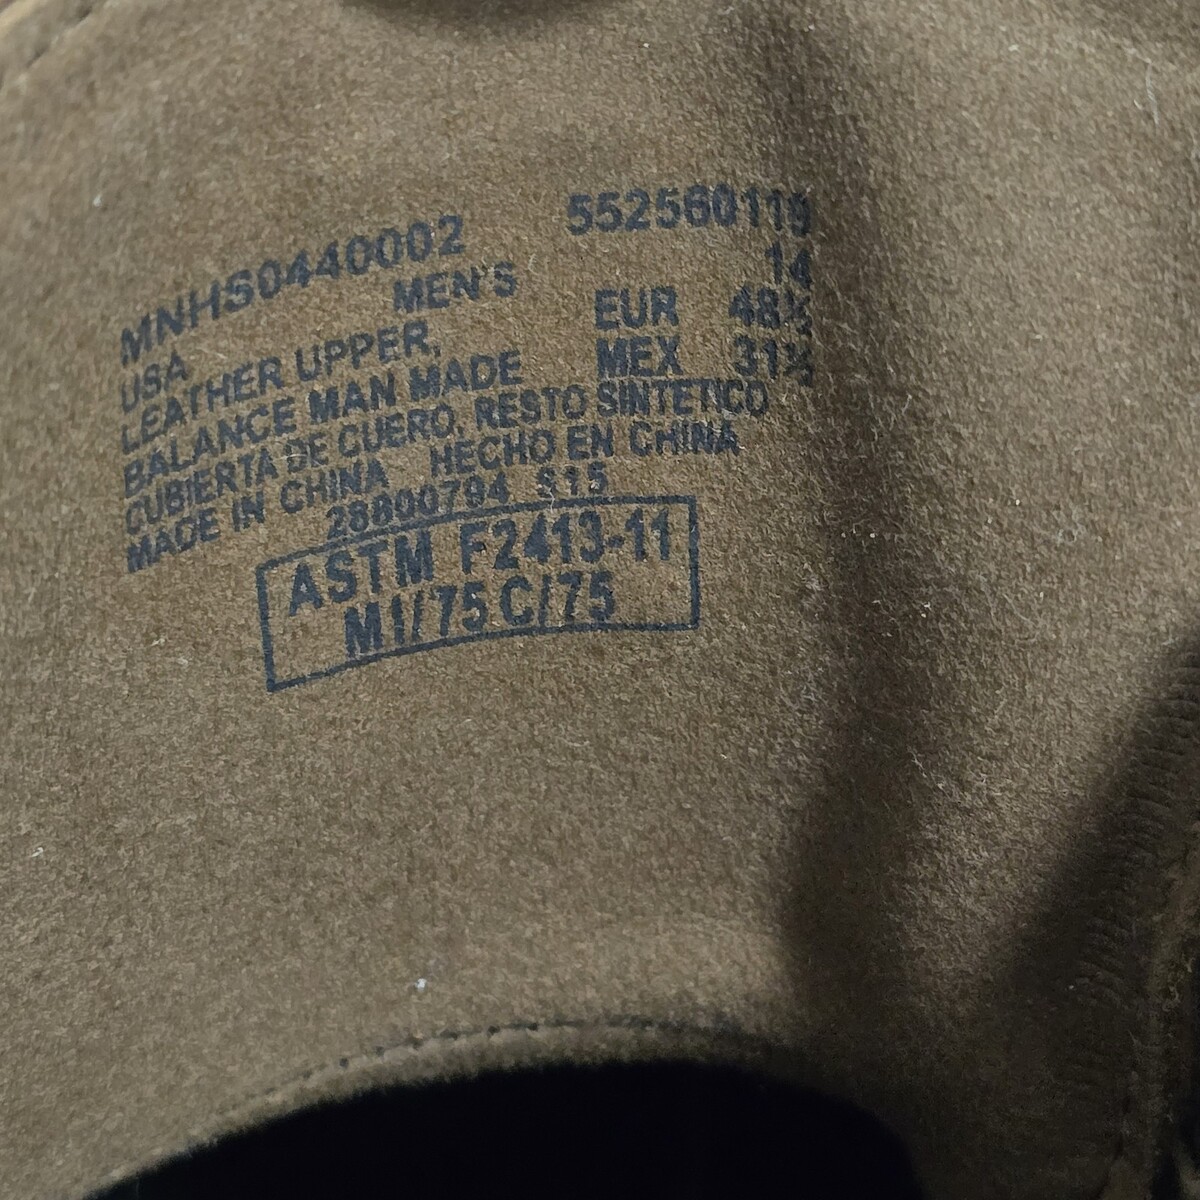 MNHS0440002 552560119
MEN'S 14
USA EUR 48½
LEATHER UPPER, MEX 31½
BALANCE MAN MADE
CUBIERTA DE CUERO, RESTO SINTETICO
MADE IN CHINA HECHO EN CHINA
28800794 S15
ASTM F2413-11
M I/75 C/75